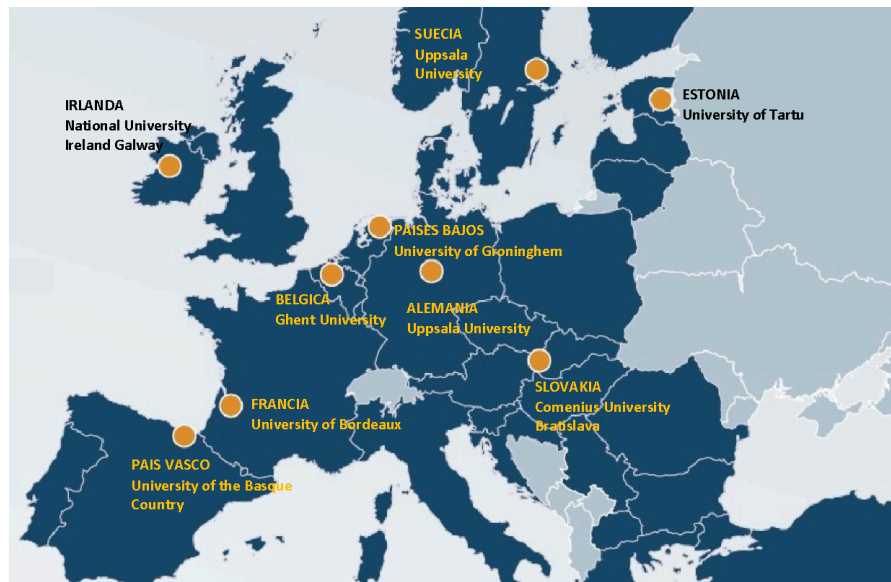 SUECIA
Uppsala
University
IRLANDA
National University
Ireland Galway
ESTONIA
University of Tartu
PAISES BAJOS
University of Groninghem
BELGICA
Ghent University
ALEMANIA
Uppsala University
SLOVAKIA
Comenius University
Bratislava
FRANCIA
University of Bordeaux
PAIS VASCO
University of the Basque
Country